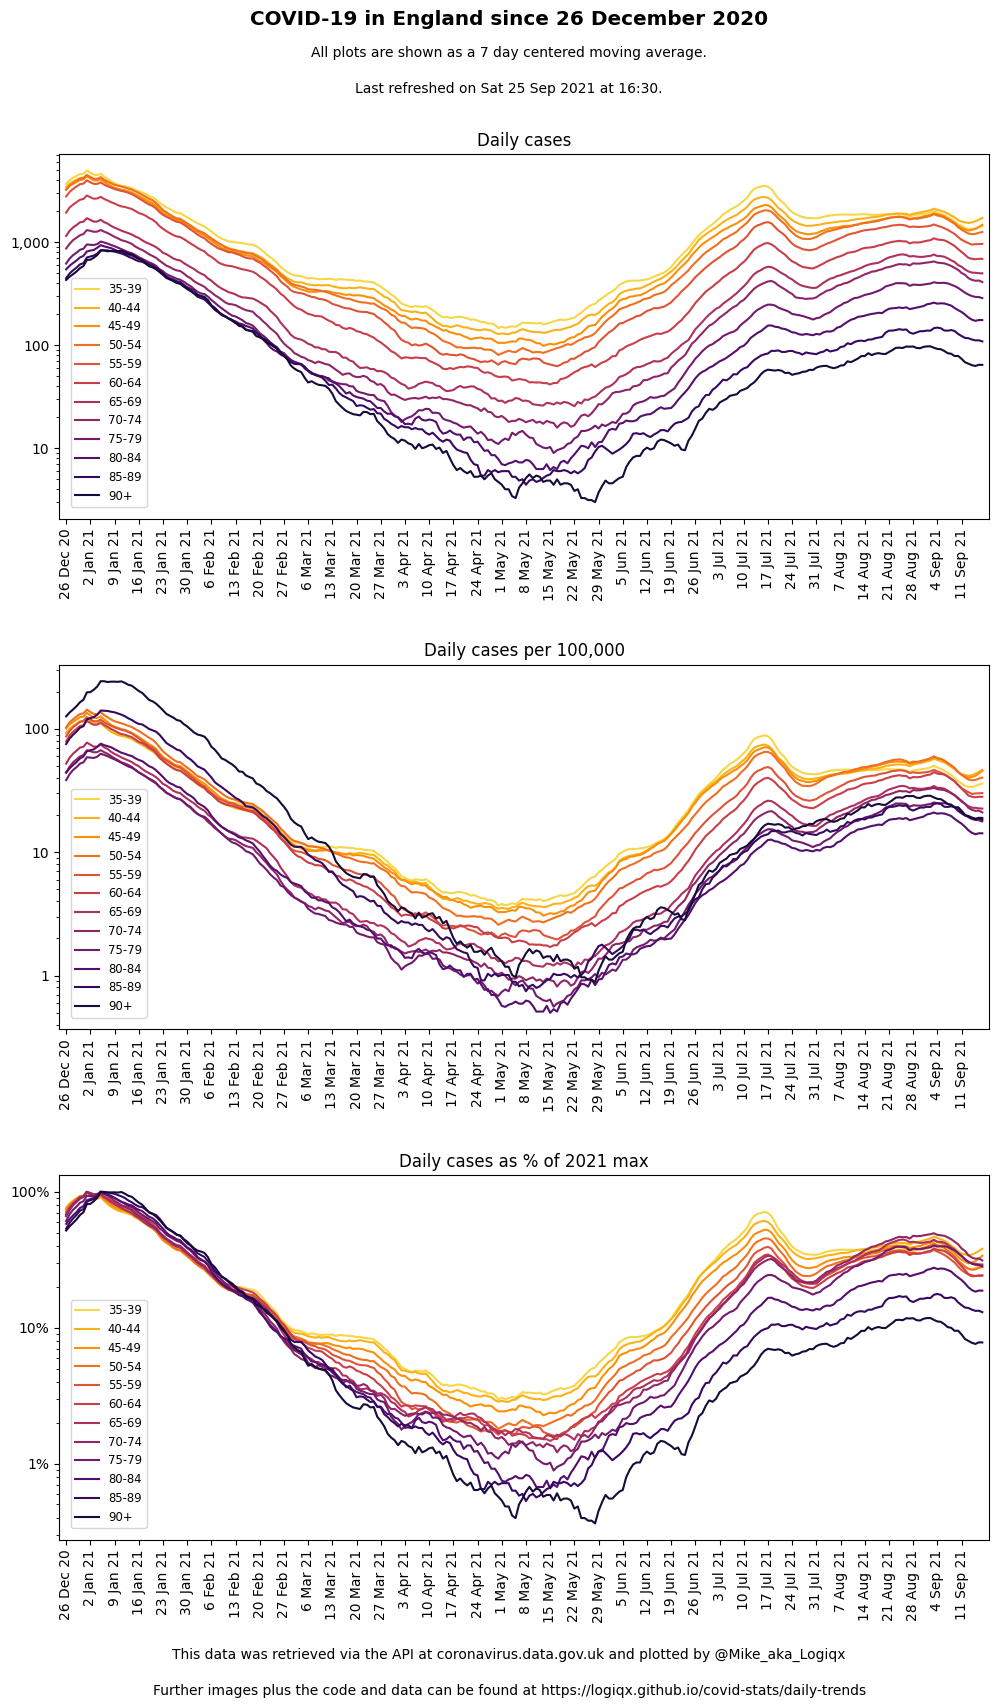 COVID-19 in England since 26 December 2020
All plots are shown as a 7 day centered moving average.
Last refreshed on Sat 25 Sep 2021 at 16:30.
Daily cases
1,000
100
10
35-39
40-44
45-49
50-54
55-59
60-64
65-69
70-74
75-79
80-84
85-89
90+
26 Dec 20
2 Jan 21
9 Jan 21
16 Jan 21
23 Jan 21
30 Jan 21
6 Feb 21
13 Feb 21
20 Feb 21
27 Feb 21
6 Mar 21
13 Mar 21
20 Mar 21
27 Mar 21
3 Apr 21
10 Apr 21
17 Apr 21
24 Apr 21
1 May 21
8 May 21
15 May 21
22 May 21
29 May 21
5 Jun 21
12 Jun 21
19 Jun 21
26 Jun 21
3 Jul 21
10 Jul 21
17 Jul 21
24 Jul 21
31 Jul 21
7 Aug 21
14 Aug 21
21 Aug 21
28 Aug 21
4 Sep 21
11 Sep 21
Daily cases per 100,000
100
10
1
35-39
40-44
45-49
50-54
55-59
60-64
65-69
70-74
75-79
80-84
85-89
90+
26 Dec 20
2 Jan 21
9 Jan 21
16 Jan 21
23 Jan 21
30 Jan 21
6 Feb 21
13 Feb 21
20 Feb 21
27 Feb 21
6 Mar 21
13 Mar 21
20 Mar 21
27 Mar 21
3 Apr 21
10 Apr 21
17 Apr 21
24 Apr 21
1 May 21
8 May 21
15 May 21
22 May 21
29 May 21
5 Jun 21
12 Jun 21
19 Jun 21
26 Jun 21
3 Jul 21
10 Jul 21
17 Jul 21
24 Jul 21
31 Jul 21
7 Aug 21
14 Aug 21
21 Aug 21
28 Aug 21
4 Sep 21
11 Sep 21
Daily cases as % of 2021 max
100%
10%
1%
35-39
40-44
45-49
50-54
55-59
60-64
65-69
70-74
75-79
80-84
85-89
90+
26 Dec 20
2 Jan 21
9 Jan 21
16 Jan 21
23 Jan 21
30 Jan 21
6 Feb 21
13 Feb 21
20 Feb 21
27 Feb 21
6 Mar 21
13 Mar 21
20 Mar 21
27 Mar 21
3 Apr 21
10 Apr 21
17 Apr 21
24 Apr 21
1 May 21
8 May 21
15 May 21
22 May 21
29 May 21
5 Jun 21
12 Jun 21
19 Jun 21
26 Jun 21
3 Jul 21
10 Jul 21
17 Jul 21
24 Jul 21
31 Jul 21
7 Aug 21
14 Aug 21
21 Aug 21
28 Aug 21
4 Sep 21
11 Sep 21
This data was retrieved via the API at coronavirus.data.gov.uk and plotted by @Mike_aka_Logiqx
Further images plus the code and data can be found at https://logiqx.github.io/covid-stats/daily-trends